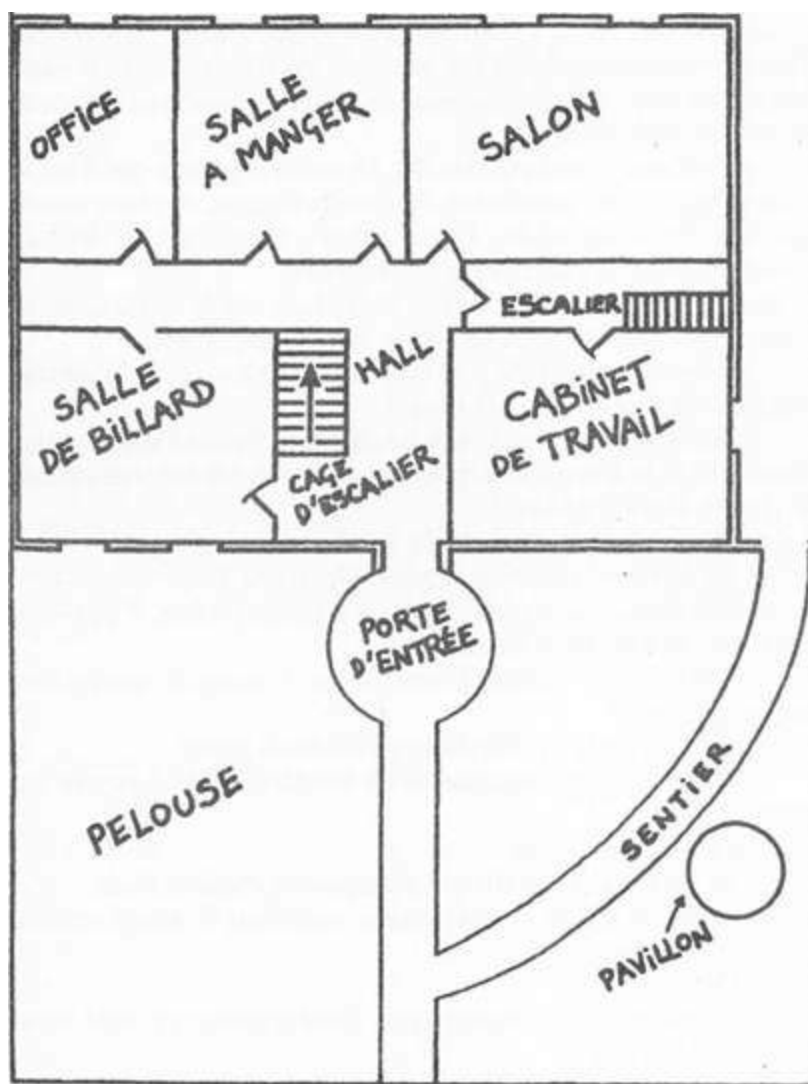 OFFICE
SALLE
A MANGER
SALON
ESCALIER
HALL
SALLE
DE BILLARD
CABINET
DE TRAVAIL
CAGE
D'ESCALIER
PORTE
D'ENTRÉE
PELOUSE
SENTIER
PAVILLON